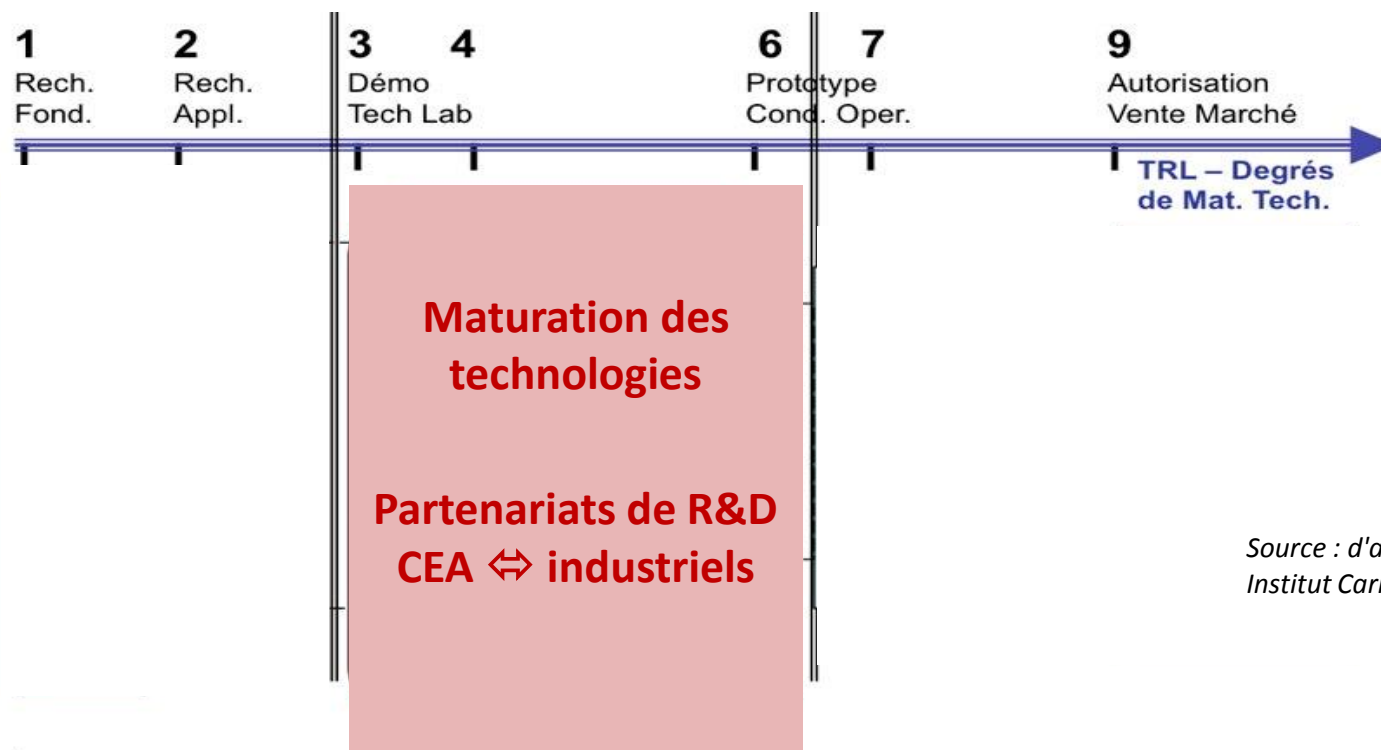 1 2 3 4 6 7 9
Rech. Rech. Démo Prototype Autorisation
Fond. Appl. Tech Lab Cond. Oper. Vente Marché
TRL – Degrés
de Mat. Tech.
Maturation des
technologies
Partenariats de R&D
CEA ⇔ industriels
Source :
Institut